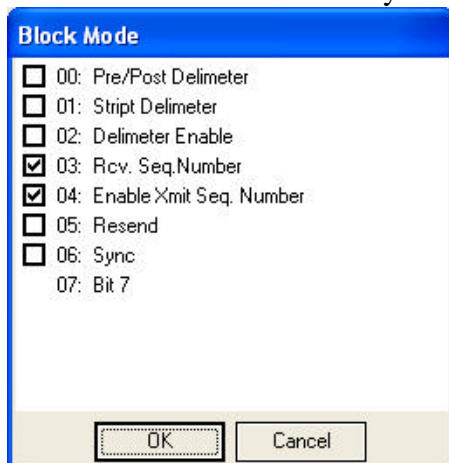 Block Mode
00: Pre/Post Delimeter
01: Stript Delimeter
02: Delimeter Enable
03: Rcv. Seq.Number
04: Enable Xmit Seq. Number
05: Resend
06: Sync
07: Bit 7
OK Cancel